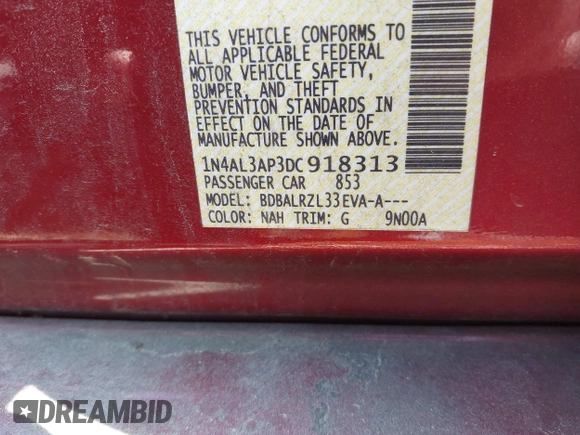 THIS VEHICLE CONFORMS TO
ALL APPLICABLE FEDERAL
MOTOR VEHICLE SAFETY,
BUMPER, AND THEFT
PREVENTION STANDARDS IN
EFFECT ON THE DATE OF
MANUFACTURE SHOWN ABOVE.
1N4AL3AP3DC918313
PASSENGER CAR 853
MODEL: BDBALRZL33EVA-A---
COLOR: NAH TRIM: G 9N00A
DREAMBID